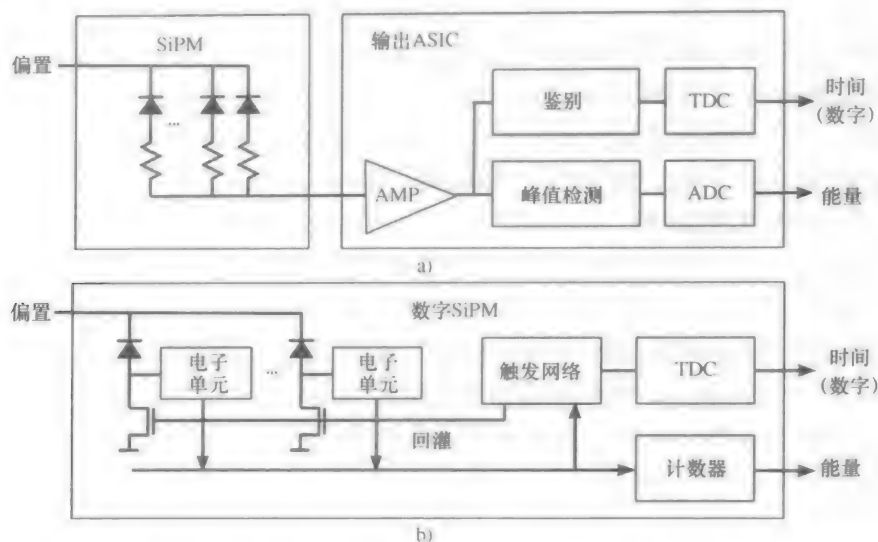 SiPM
输出ASIC
偏置
...
鉴别
TDC
时间
(数字)
AMP
峰值检测
ADC
能量
a)
数字SiPM
偏置
电子
单元
...
电子
单元
触发网络
TDC
时间
(数字)
回灌
计数器
能量
b)